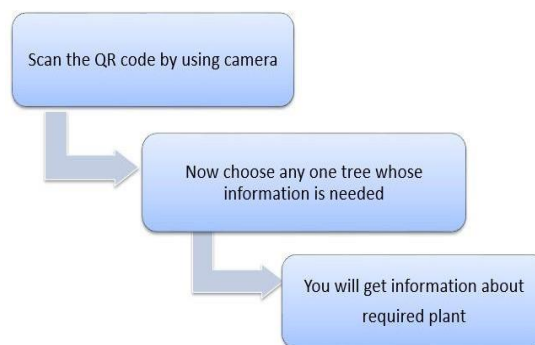 Scan the QR code by using camera
Now choose any one tree whose
information is needed
You will get information about
required plant